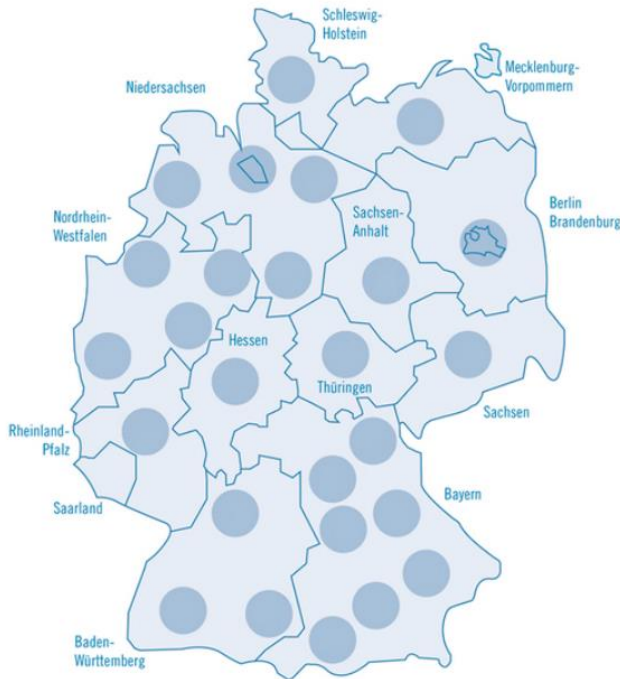 Schleswig-
Holstein
Mecklenburg-
Vorpommern
Niedersachsen
Berlin
Brandenburg
Sachsen-
Anhalt
Nordrhein-
Westfalen
Hessen
Thüringen
Sachsen
Rheinland-
Pfalz
Saarland
Bayern
Baden-
Württemberg